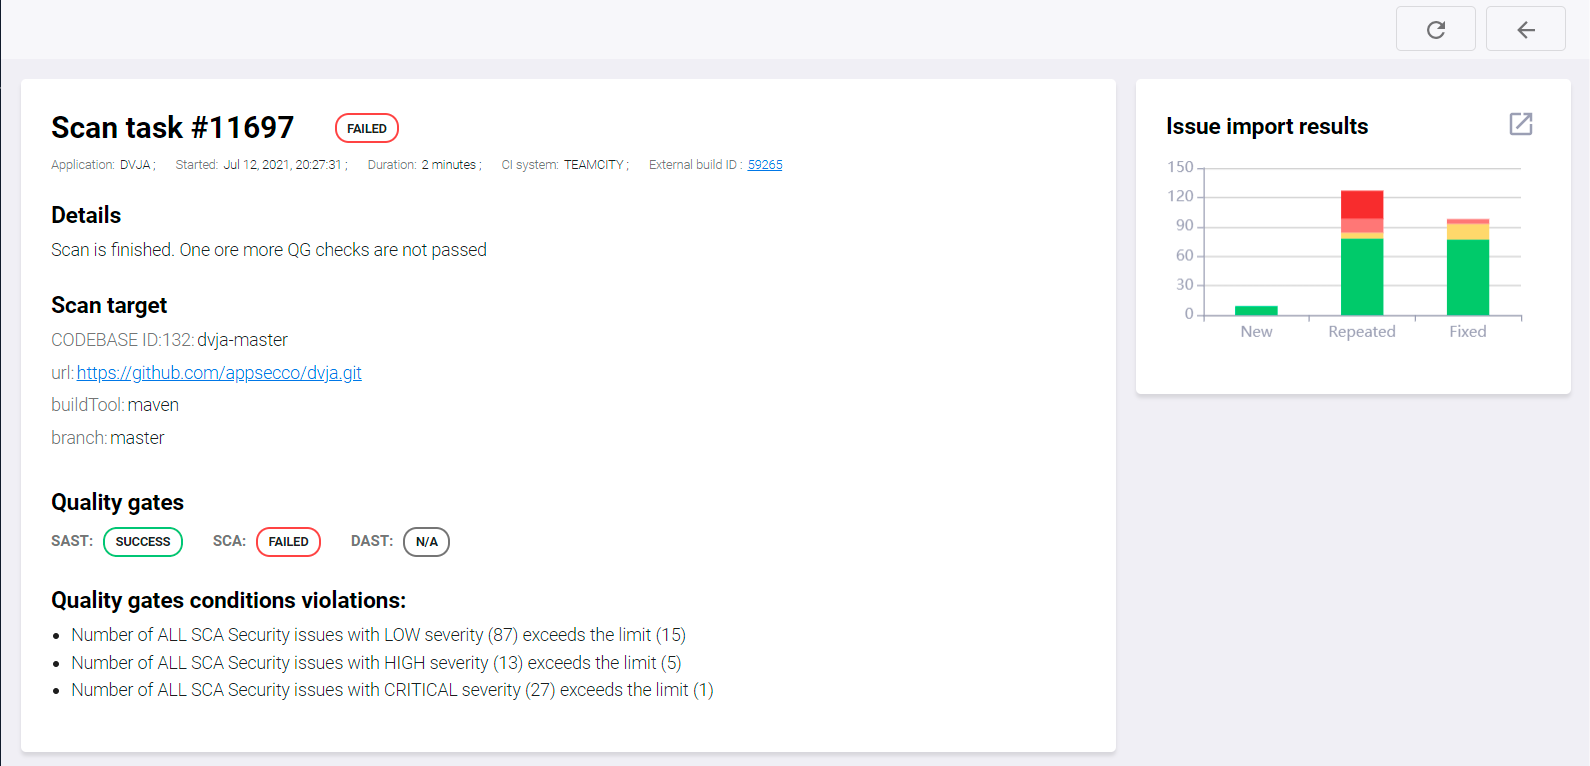 Scan task #11697 FAILED
Application: DVJA ; Started: Jul 12, 2021, 20:27:31 ; Duration: 2 minutes ; CI system: TEAMCITY ; External build ID : 59265
Details
Scan is finished. One ore more QG checks are not passed
Scan target
CODEBASE ID:132: dvja-master
url: https://github.com/appsecco/dvja.git
buildTool: maven
branch: master
Quality gates
SAST: SUCCESS SCA: FAILED DAST: N/A
Quality gates conditions violations:
• Number of ALL SCA Security issues with LOW severity (87) exceeds the limit (15)
• Number of ALL SCA Security issues with HIGH severity (13) exceeds the limit (5)
• Number of ALL SCA Security issues with CRITICAL severity (27) exceeds the limit (1)
Issue import results
150
120
90
60
30
0
New Repeated Fixed